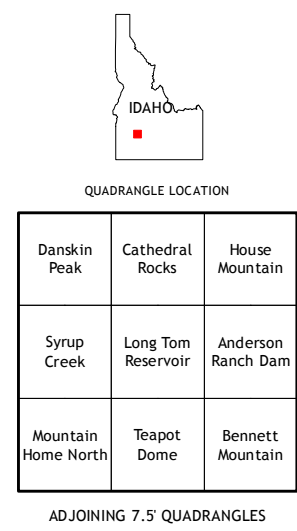 IDAHO
QUADRANGLE LOCATION
Danskin
Peak
Cathedral
Rocks
House
Mountain
Syrup
Creek
Long Tom
Reservoir
Anderson
Ranch Dam
Mountain
Home North
Teapot
Dome
Bennett
Mountain
ADJOINING 7.5' QUADRANGLES